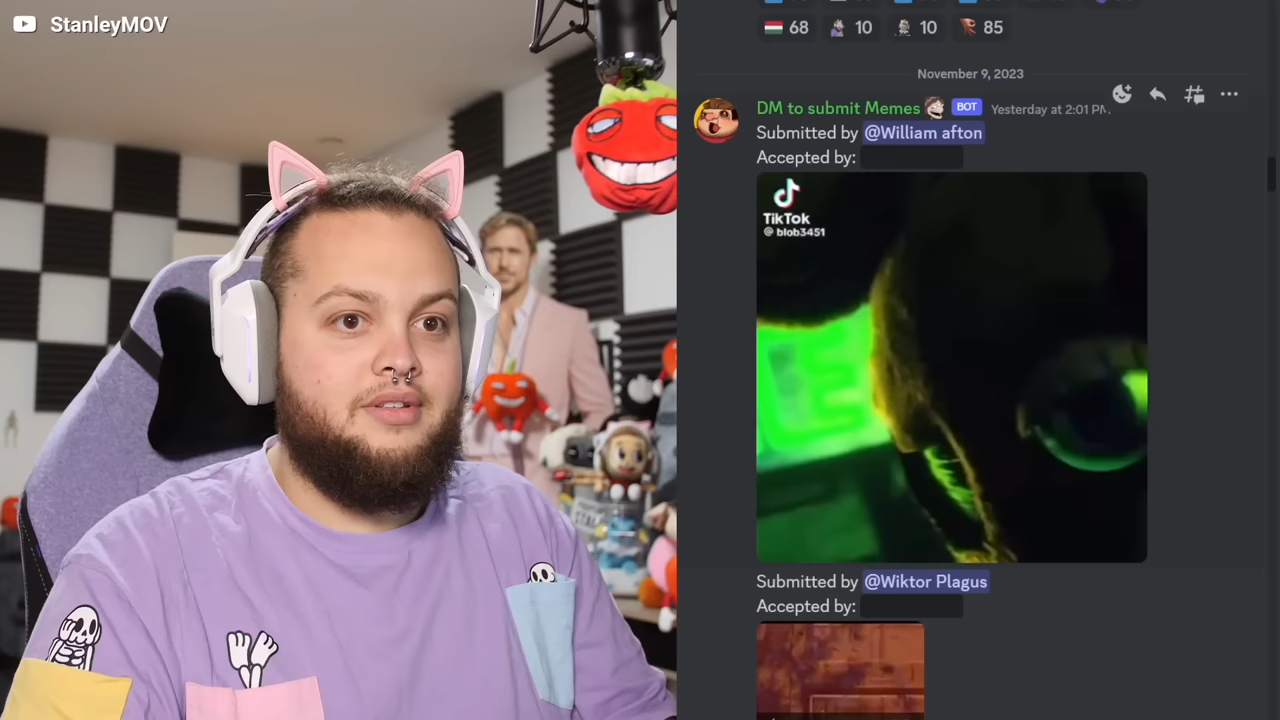 StanleyMOV
68
10
10
85
November 9, 2023
DM to submit Memes BOT Yesterday at 2:01 PM
Submitted by @William afton
Accepted by:
TikTok
@blob3451
Submitted by @Wiktor Plagus
Accepted by: